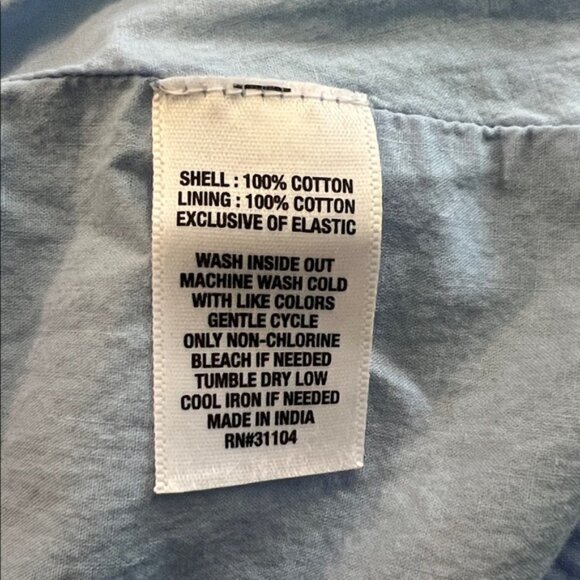 SHELL : 100% COTTON
LINING : 100% COTTON
EXCLUSIVE OF ELASTIC
WASH INSIDE OUT
MACHINE WASH COLD
WITH LIKE COLORS
GENTLE CYCLE
ONLY NON-CHLORINE
BLEACH IF NEEDED
TUMBLE DRY LOW
COOL IRON IF NEEDED
MADE IN INDIA
RN#31104